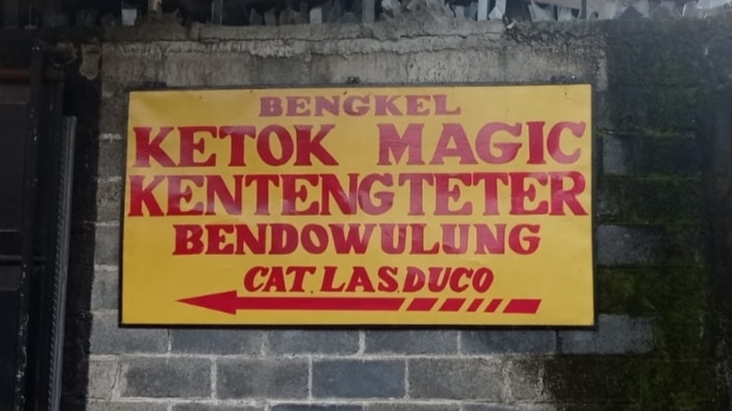 BENGKEL
KETOK MAGIC
KENTENGTETER
BENDOWULUNG
CAT. LAS. DUCO